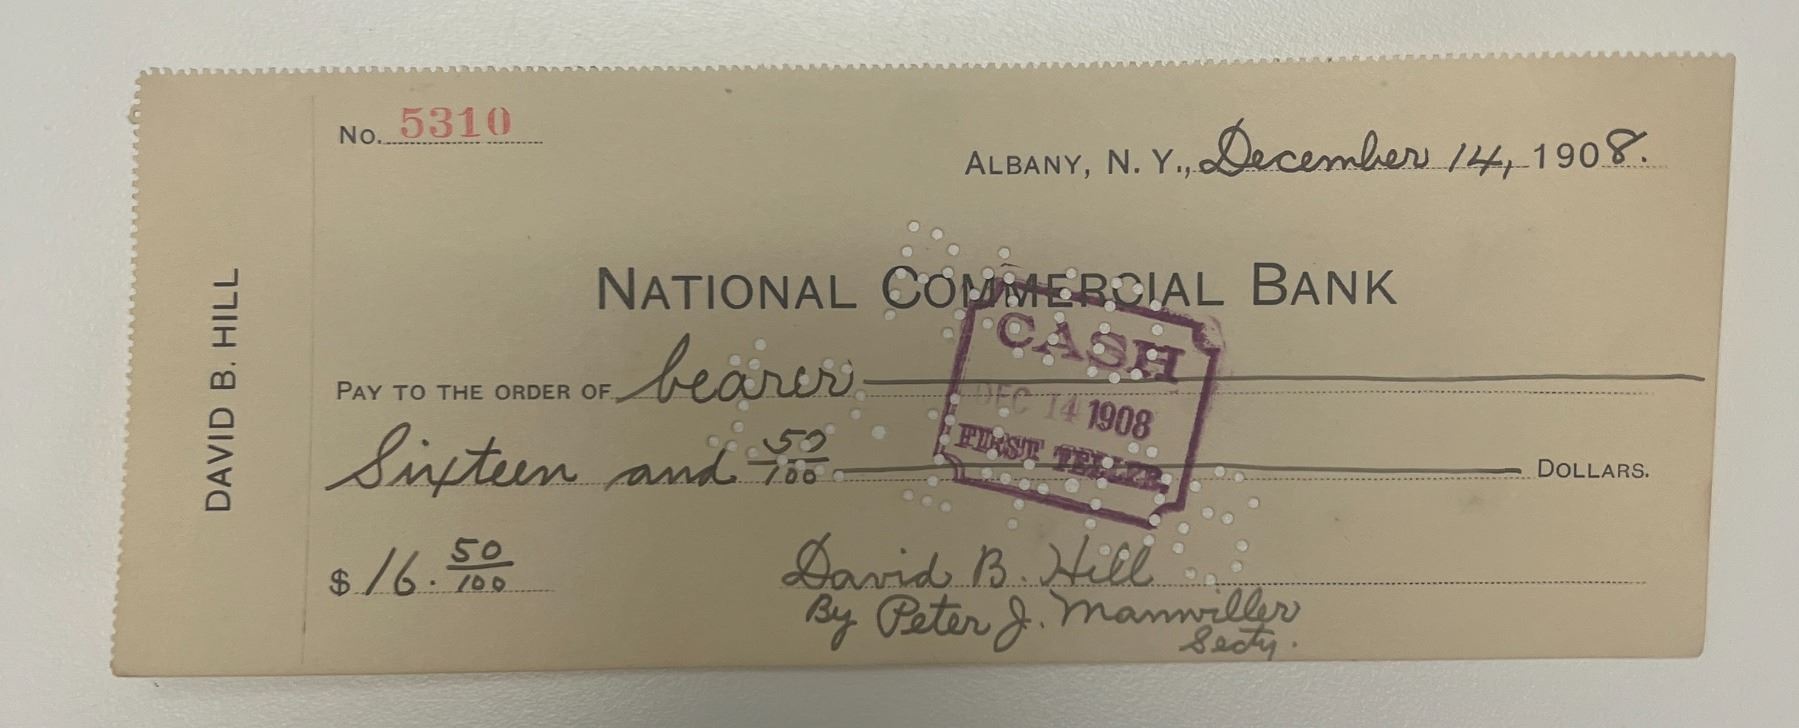 No. 5310
ALBANY, N. Y., December 14, 1908.
DAVID B. HILL
NATIONAL COMMERCIAL BANK
PAY TO THE ORDER OF bearer
Sixteen and 50/100 DOLLARS.
$ 16. 50/100
David B. Hill
By Peter J. Manwiller
Secty.
CASH
DEC 14 1908
FIRST TELLER